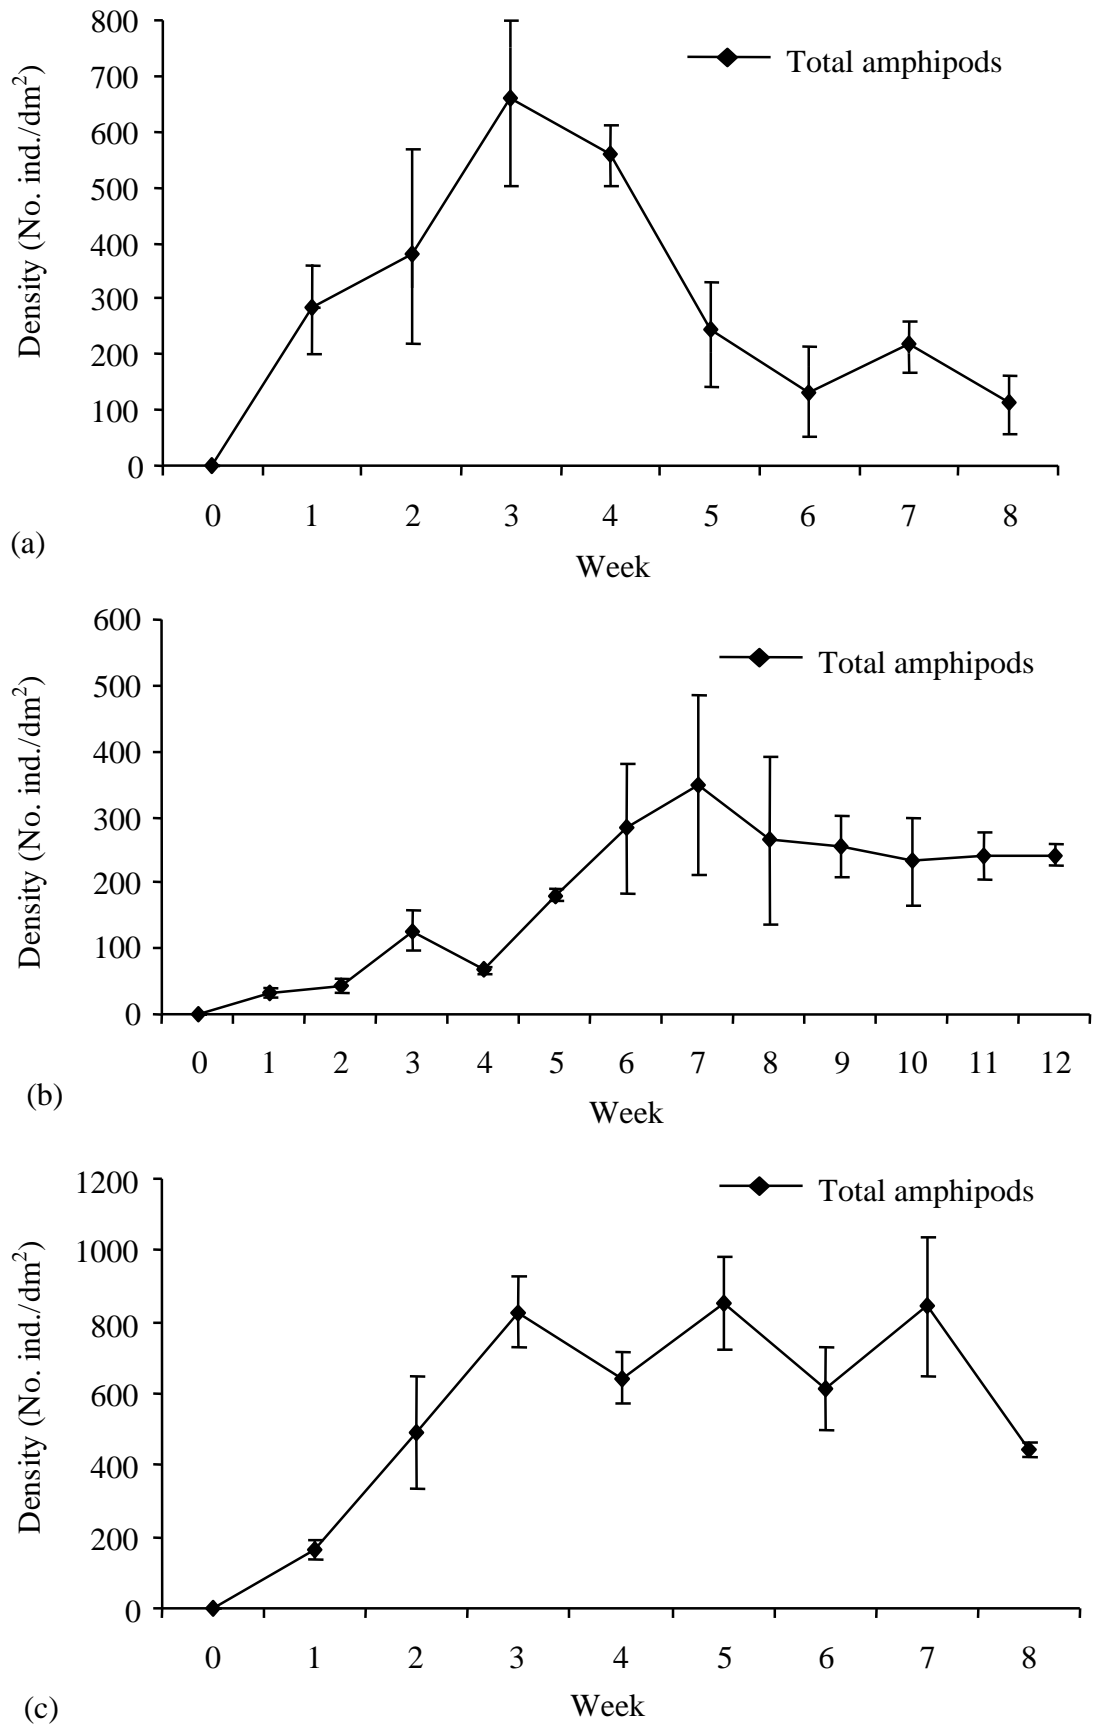 800
700
600
500
400
300
200
100
0
Density (No. ind./dm²)
Total amphipods
0 1 2 3 4 5 6 7 8
(a)
Week
600
500
400
300
200
100
0
Density (No. ind./dm²)
Total amphipods
0 1 2 3 4 5 6 7 8 9 10 11 12
(b)
Week
1200
1000
800
600
400
200
0
Density (No. ind./dm²)
Total amphipods
0 1 2 3 4 5 6 7 8
(c)
Week